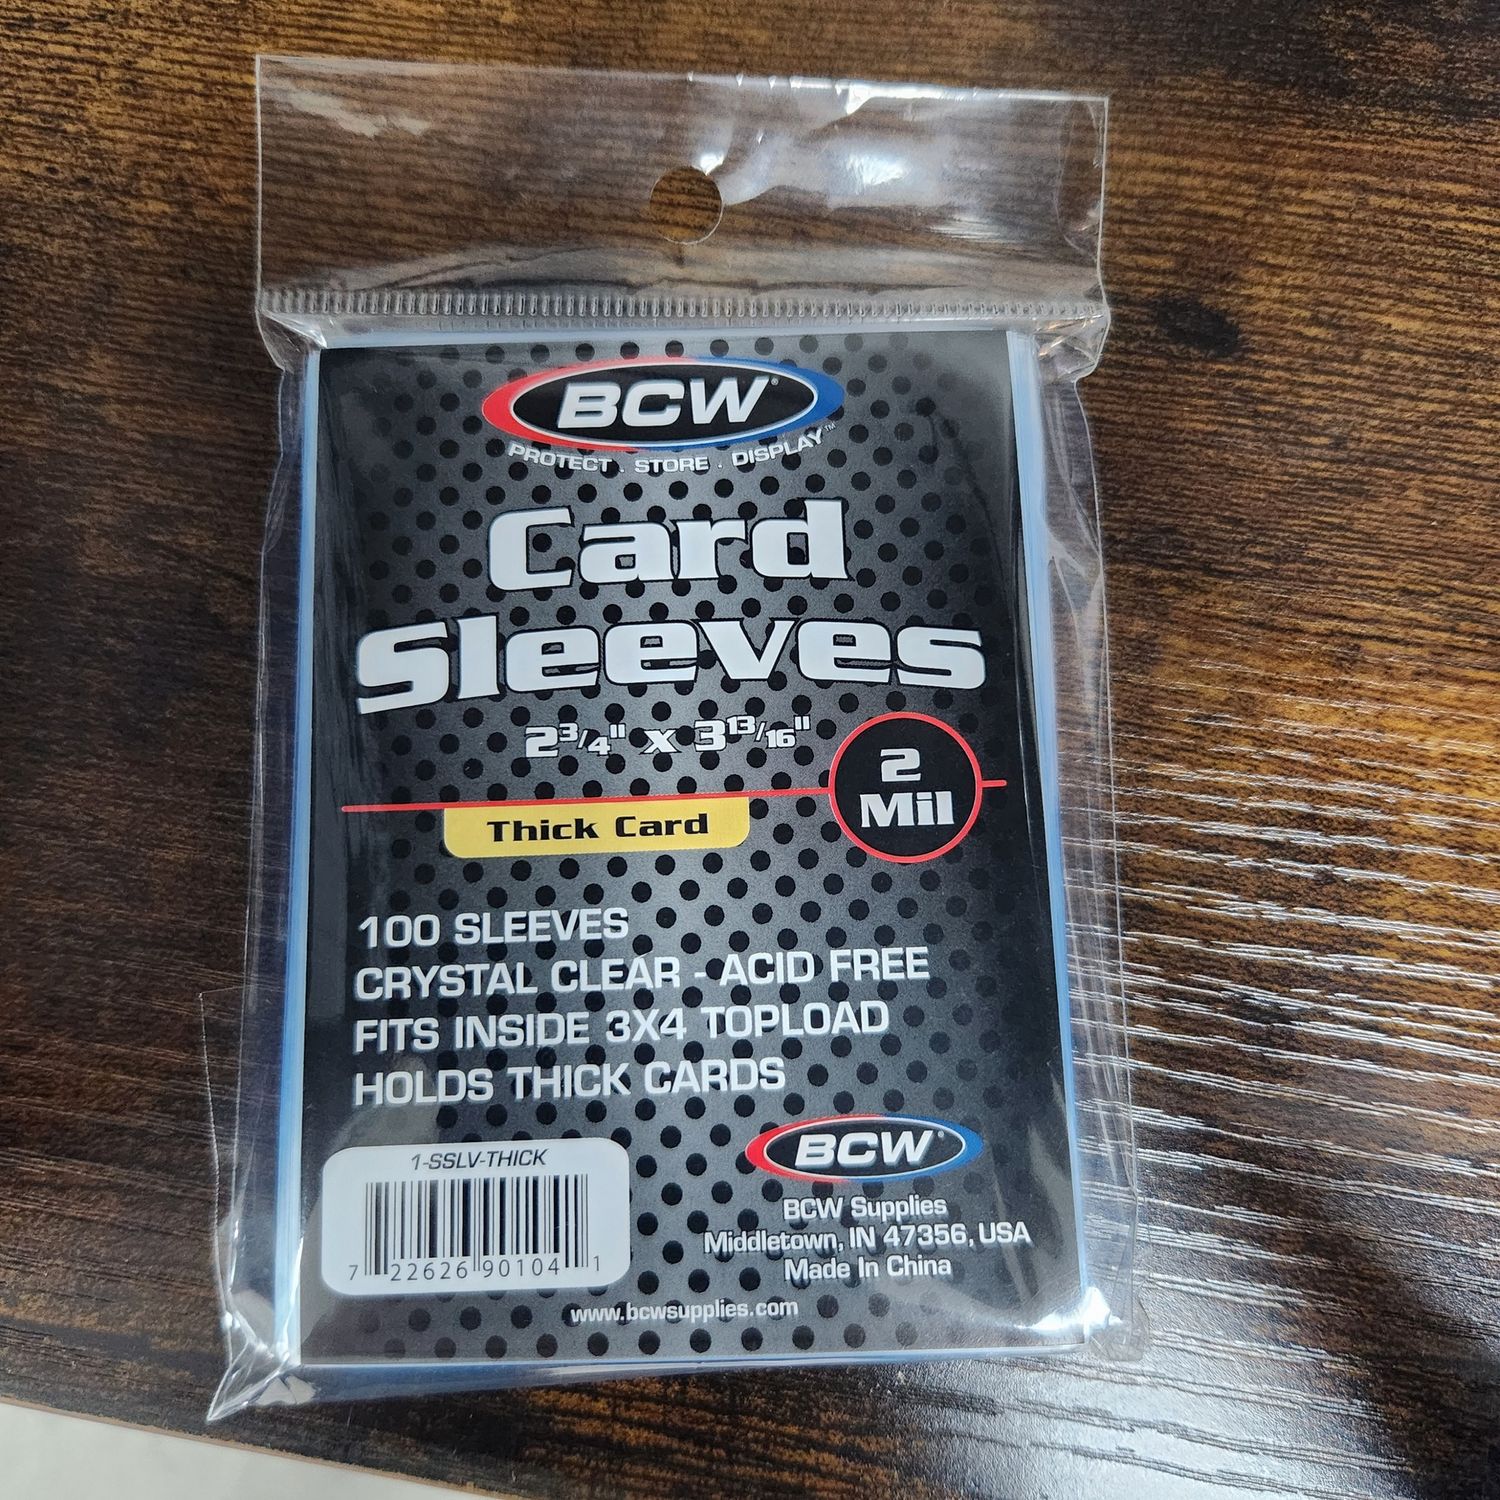 BCW®
PROTECT . STORE . DISPLAY™
Card
Sleeves
2 3/4" x 3 13/16"
2
Mil
Thick Card
100 SLEEVES
CRYSTAL CLEAR - ACID FREE
FITS INSIDE 3X4 TOPLOAD
HOLDS THICK CARDS
1-SSLV-THICK
7 22626 90104 1
BCW®
BCW Supplies
Middletown, IN 47356, USA
Made In China
www.bcwsupplies.com